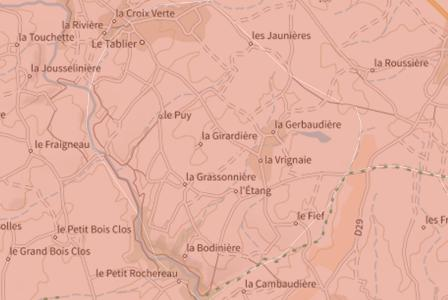 la Croix Verte
la Rivière
Le Tablier
la Touchette
les Jaunières
la Roussière
la Jousselinière
le Puy
la Gerbaudière
la Girardière
le Fraigneau
la Vrignaie
la Grassonnière
l'Étang
le Fief
D29
le Petit Bois Clos
la Bodinière
le Grand Bois Clos
le Petit Rochereau
la Cambaudière